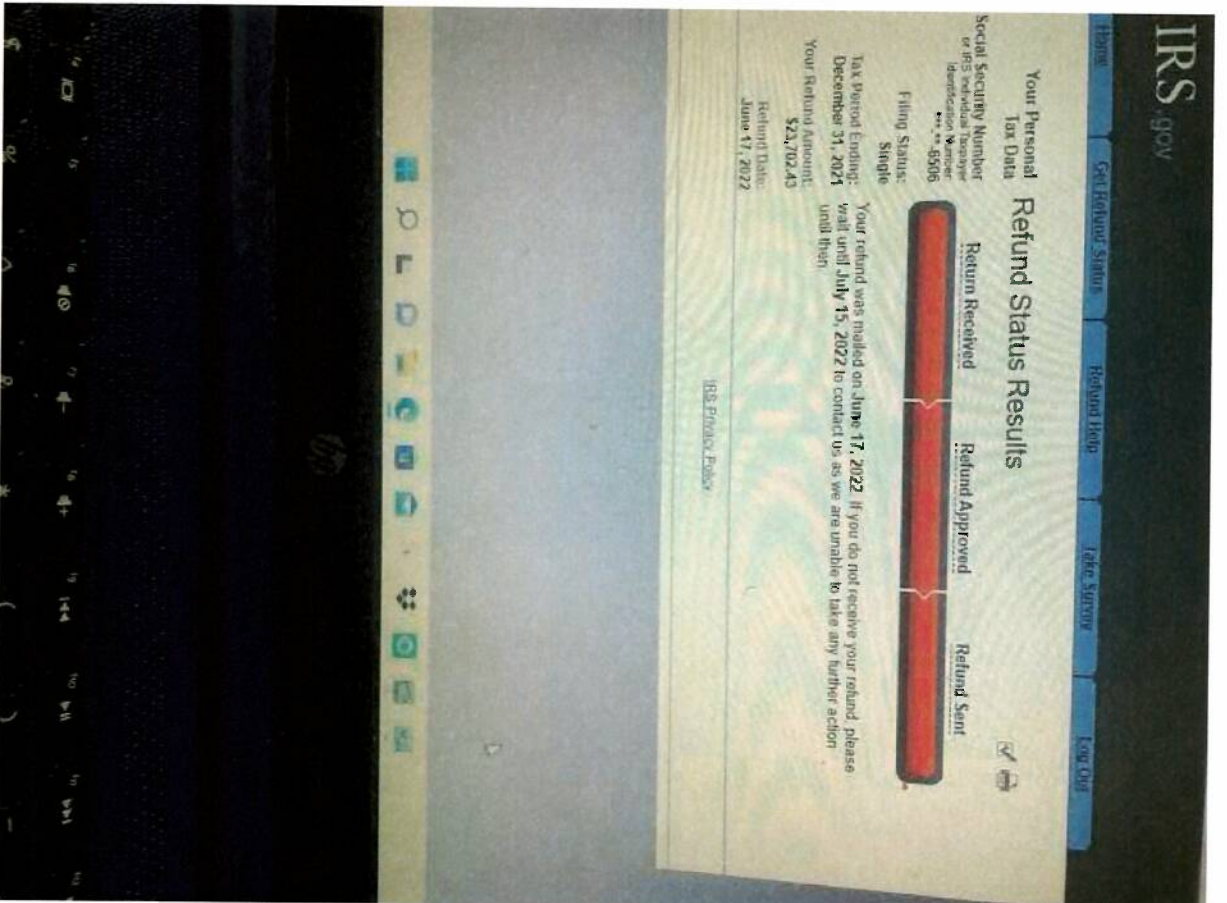 IRS.gov
Home
Get Refund Status
Refund Help
Take Survey
Log Out
Your Personal
Tax Data
Refund Status Results
Social Security Number
or IRS Individual Taxpayer
Identification Number:
***-**-6506
Return Received
Refund Approved
Refund Sent
Filing Status:
Single
Tax Period Ending:
December 31, 2021
Your Refund Amount:
$23,702.43
Refund Date:
June 17, 2022
Your refund was mailed on June 17, 2022. If you do not receive your refund, please
wait until July 15, 2022 to contact us as we are unable to take any further action
until then.
IRS Privacy Policy
hp